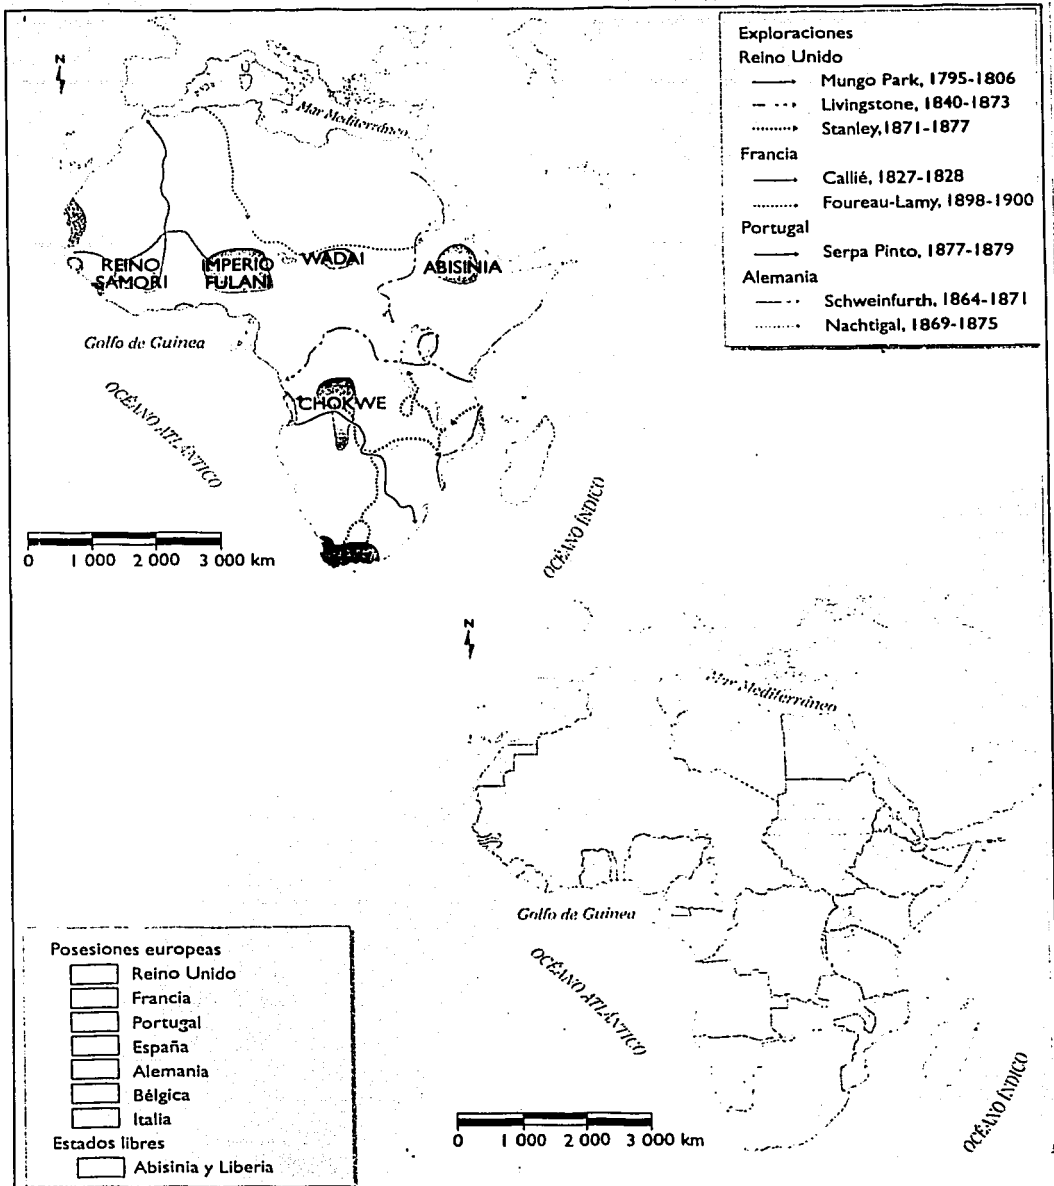 Exploraciones
Reino Unido
Mungo Park, 1795-1806
Livingstone, 1840-1873
Stanley,1871-1877
Francia
Callié, 1827-1828
Foureau-Lamy, 1898-1900
Portugal
Serpa Pinto, 1877-1879
Alemania
Schweinfurth, 1864-1871
Nachtigal, 1869-1875
N
Mar Mediterráneo
REINO
SAMORI
IMPERIO
FULANI
WADAI
ABISINIA
Golfo de Guinea
CHOKWE
OCÉANO ATLÁNTICO
OCÉANO ÍNDICO
0 1 000 2 000 3 000 km
N
Mar Mediterráneo
Golfo de Guinea
OCÉANO ATLÁNTICO
OCÉANO ÍNDICO
0 1 000 2 000 3 000 km
Posesiones europeas
Reino Unido
Francia
Portugal
España
Alemania
Bélgica
Italia
Estados libres
Abisinia y Liberia